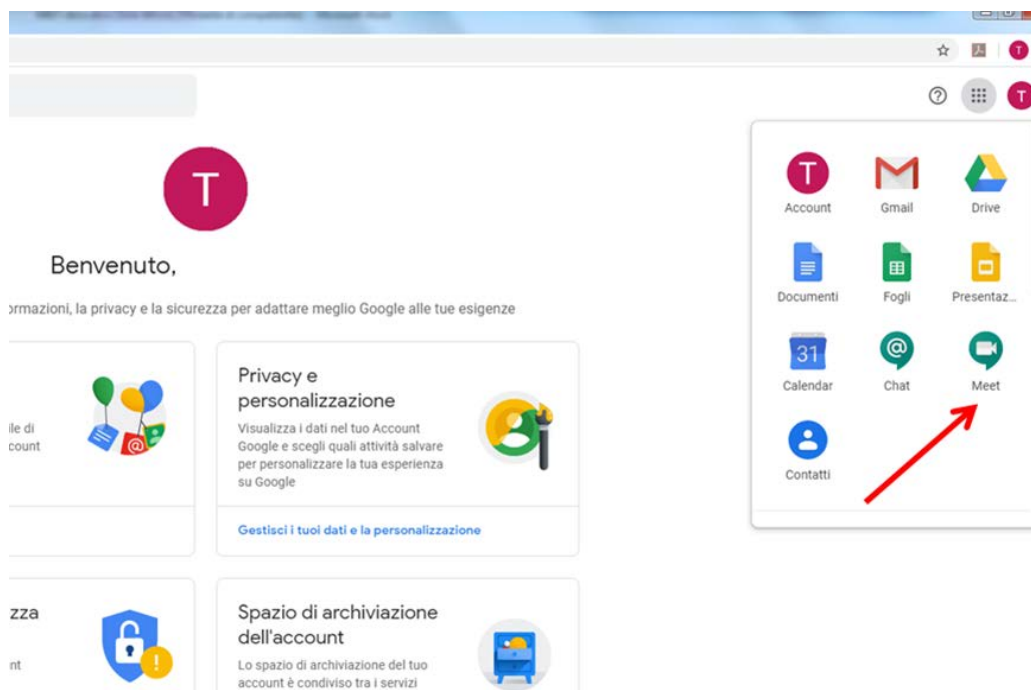 T
T
T
Benvenuto,
ormazioni, la privacy e la sicurezza per adattare meglio Google alle tue esigenze
ile di
count
Privacy e
personalizzazione
Visualizza i dati nel tuo Account
Google e scegli quali attività salvare
per personalizzare la tua esperienza
su Google
Gestisci i tuoi dati e la personalizzazione
zza
nt
Spazio di archiviazione
dell'account
Lo spazio di archiviazione del tuo
account è condiviso tra i servizi
T
Account
Gmail
Drive
Documenti
Fogli
Presentaz...
31
Calendar
Chat
Meet
Contatti